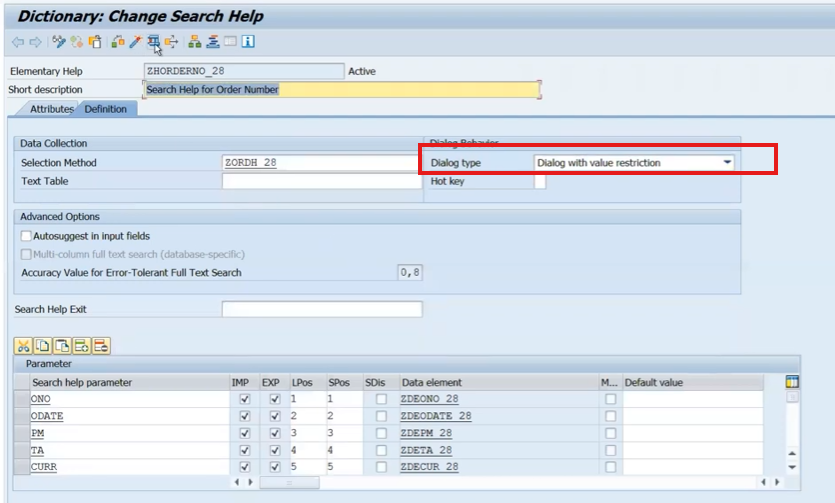 Dictionary: Change Search Help
Elementary Help ZHORDERNO_28 Active
Short description Search Help for Order Number
Attributes Definition
Data Collection Dialog Behavior
Selection Method ZORDH_28 Dialog type Dialog with value restriction
Text Table Hot key
Advanced Options
Autosuggest in input fields
Multi-column full text search (database-specific)
Accuracy Value for Error-Tolerant Full Text Search 0,8
Search Help Exit
Parameter
Search help parameter IMP EXP LPos SPos SDis Data element M... Default value
ONO 1 1 ZDEONO_28
ODATE 2 2 ZDEODATE_28
PM 3 3 ZDEPM_28
TA 4 4 ZDETA_28
CURR 5 5 ZDECUR_28